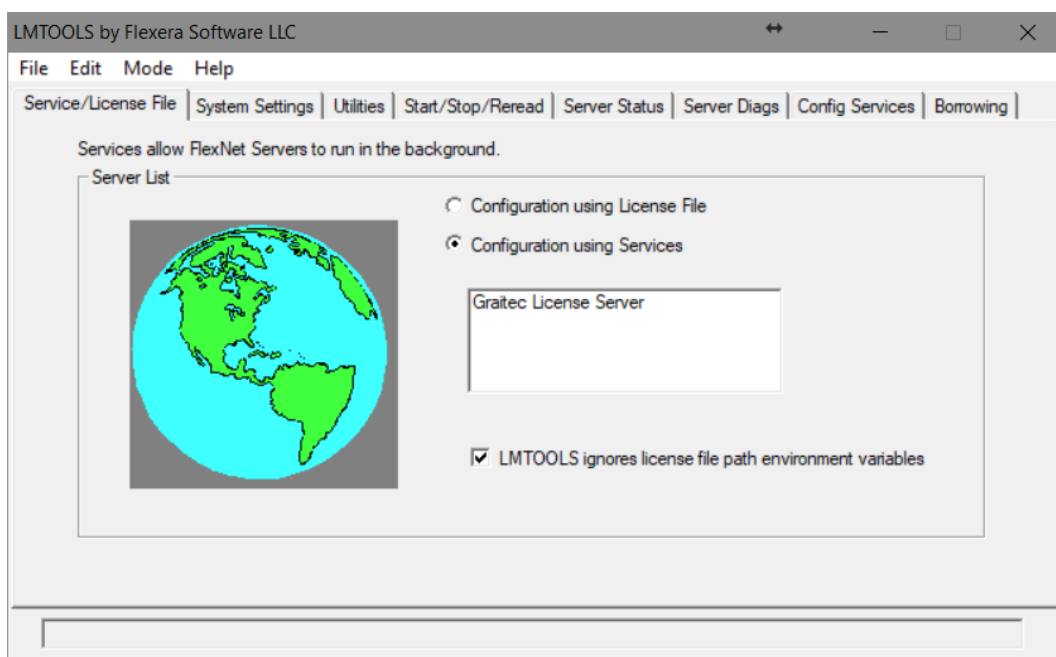 LMTOOLS by Flexera Software LLC
File Edit Mode Help
Service/License File System Settings Utilities Start/Stop/Reread Server Status Server Diags Config Services Borrowing
Services allow FlexNet Servers to run in the background.
Server List
Configuration using License File
Configuration using Services
Graitec License Server
LMTOOLS ignores license file path environment variables